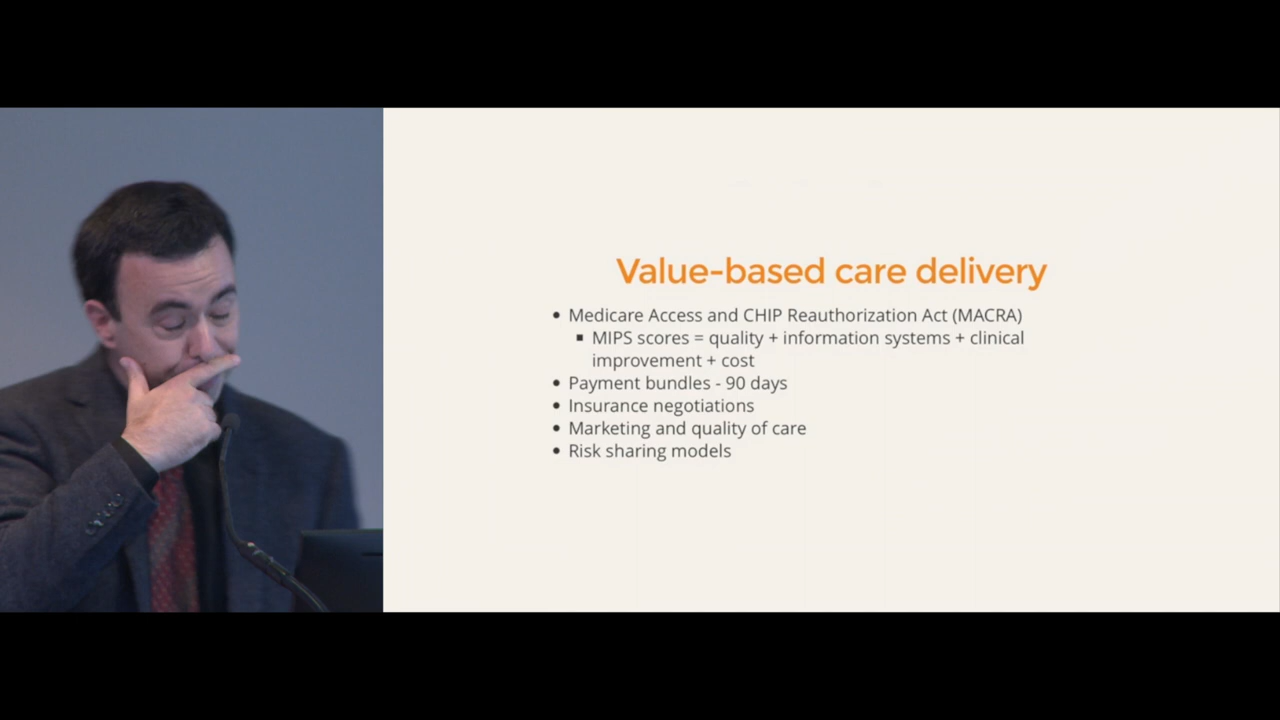 Value-based care delivery
• Medicare Access and CHIP Reauthorization Act (MACRA)
▪ MIPS scores = quality + information systems + clinical
improvement + cost
• Payment bundles - 90 days
• Insurance negotiations
• Marketing and quality of care
• Risk sharing models